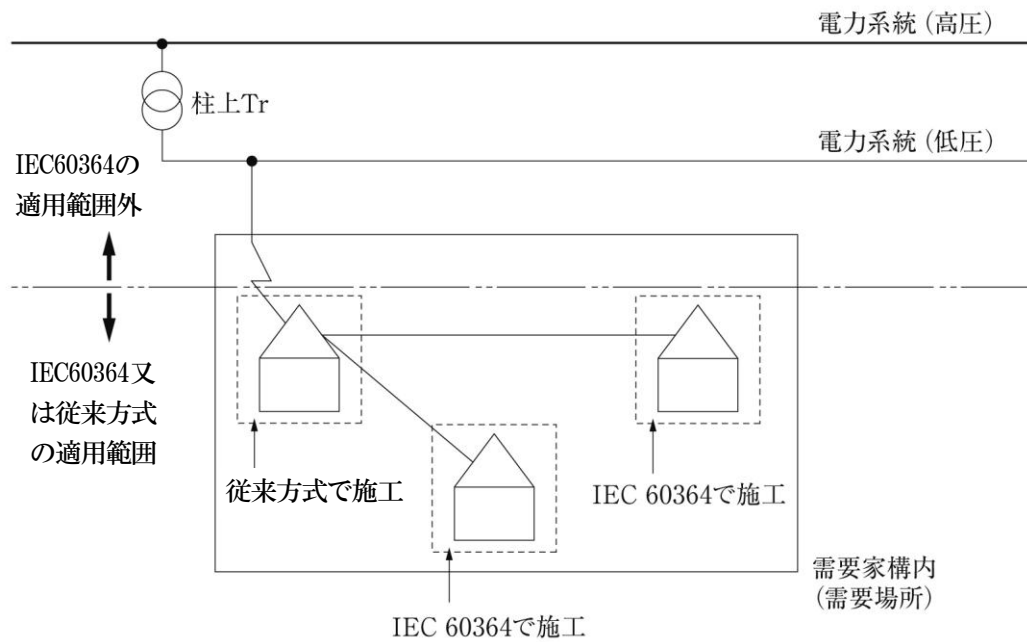 電力系統 (高圧)
柱上Tr
電力系統 (低圧)
IEC60364の
適用範囲外
IEC60364又
は従来方式
の適用範囲
従来方式で施工
IEC 60364で施工
IEC 60364で施工
需要家構内
(需要場所)